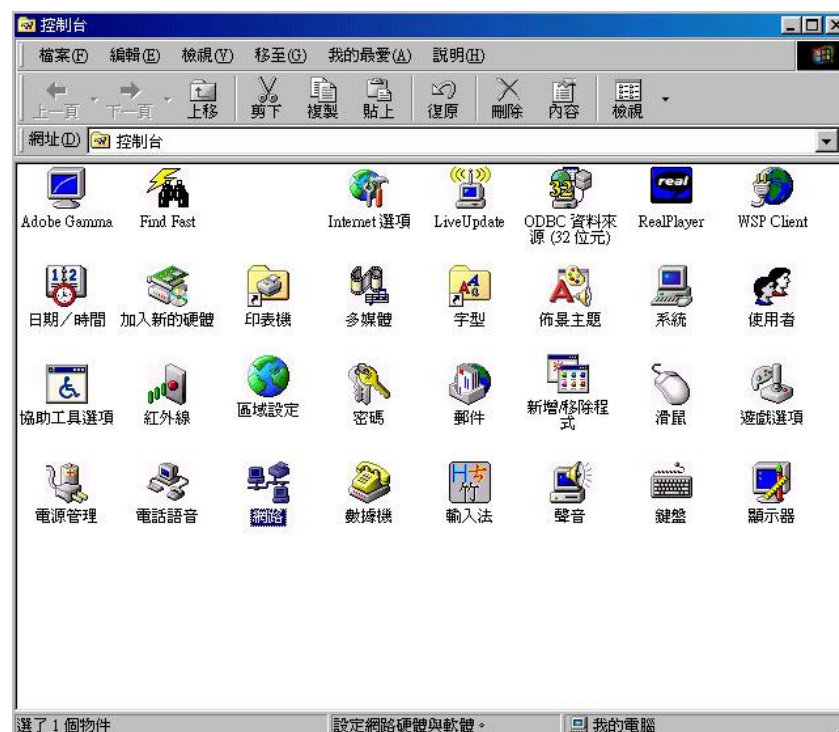 控制台
檔案(F) 編輯(E) 檢視(V) 移至(G) 我的最愛(A) 說明(H)
上一頁 下一頁 上移 剪下 複製 貼上 復原 刪除 內容 檢視
網址(D) 控制台
Adobe Gamma Find Fast Internet 選項 LiveUpdate ODBC 資料來 RealPlayer WSP Client
源 (32 位元)
32
real
日期／時間 加入新的硬體 印表機 多媒體 字型 佈景主題 系統 使用者
協助工具選項 紅外線 區域設定 密碼 郵件 新增/移除程 滑鼠 遊戲選項
式
電源管理 電話語音 網路 數據機 輸入法 聲音 鍵盤 顯示器
選了 1 個物件 設定網路硬體與軟體。 我的電腦